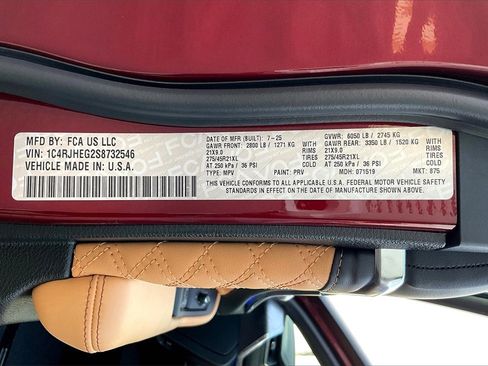 MFD. BY: FCA US LLC
VIN: 1C4RJHEG2S8732546
VEHICLE MADE IN: U.S.A.
DATE OF MFR (BUILT): 7-25 GVWR: 6050 LB / 2745 KG
GAWR FRONT: 2800 LB / 1271 KG WITH GAWR REAR: 3350 LB / 1520 KG WITH
21X9.0 RIMS 21X9.0 RIMS
275/45R21XL TIRES 275/45R21XL TIRES
AT 250 kPa / 36 PSI COLD AT 250 kPa / 36 PSI COLD
TYPE: MPV PAINT: PRV MDH: 071519 MKT: 875
THIS VEHICLE CONFORMS TO ALL APPLICABLE U.S.A. FEDERAL MOTOR VEHICLE SAFETY
STANDARDS IN EFFECT ON THE DATE OF MANUFACTURE SHOWN ABOVE.